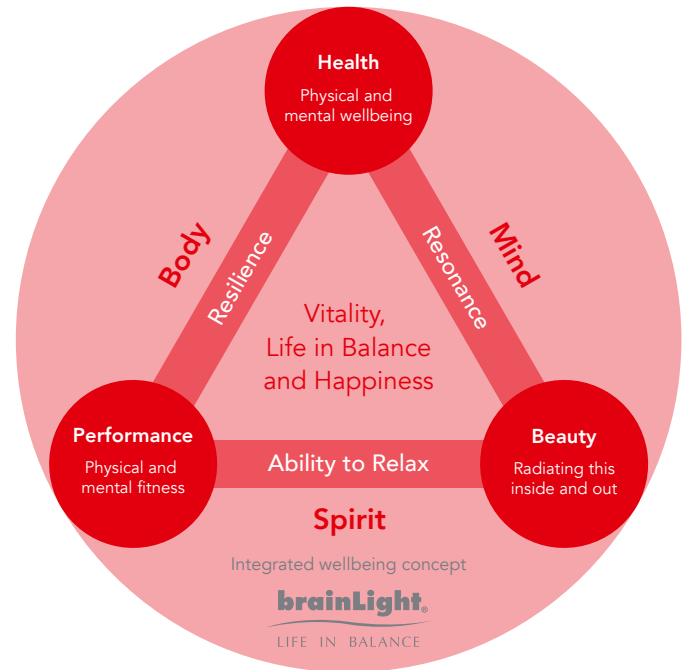 Health
Physical and
mental wellbeing
Body
Resilience
Resonance
Mind
Vitality,
Life in Balance
and Happiness
Performance
Physical and
mental fitness
Ability to Relax
Beauty
Radiating this
inside and out
Spirit
Integrated wellbeing concept
brainLight®
LIFE IN BALANCE